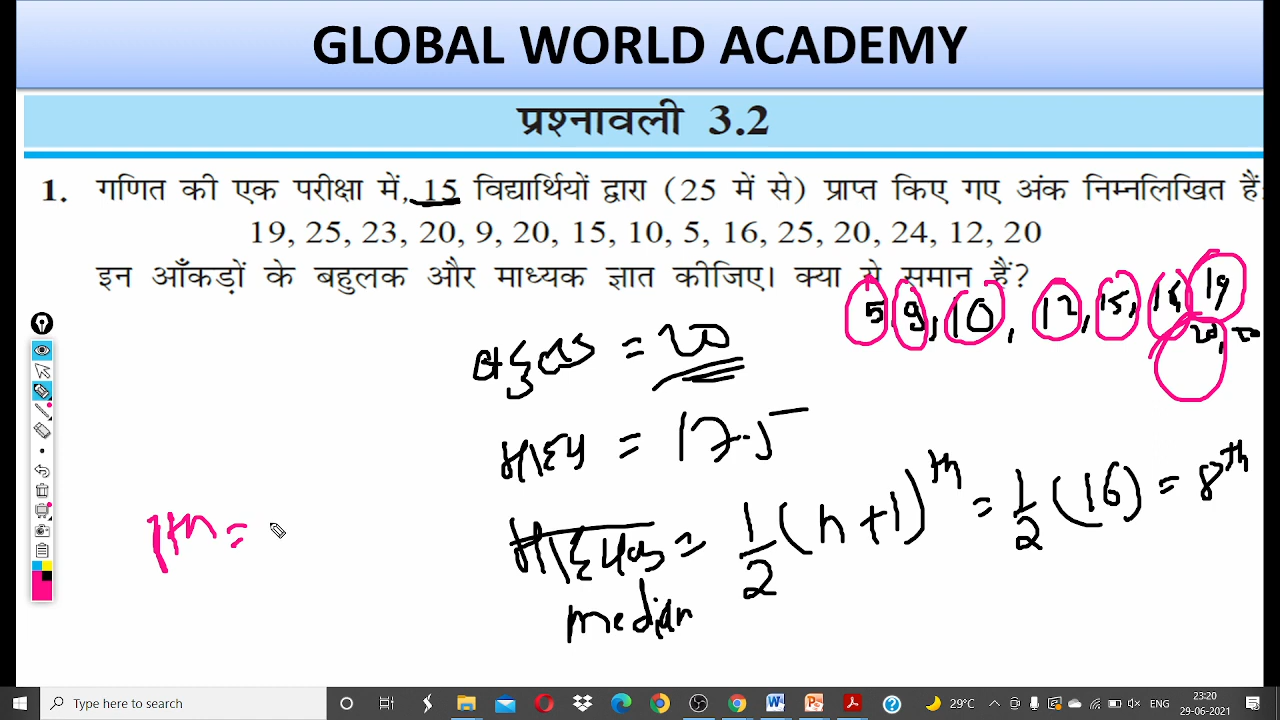 GLOBAL WORLD ACADEMY
प्रश्नावली 3.2
1. गणित की एक परीक्षा में, 15 विद्यार्थियों द्वारा (25 में से) प्राप्त किए गए अंक निम्नलिखित हैं:
19, 25, 23, 20, 9, 20, 15, 10, 5, 16, 25, 20, 24, 12, 20
इन आँकड़ों के बहुलक और माध्यक ज्ञात कीजिए। क्या ये समान हैं?
5, 9, 10, 12, 15, 16, 19
20, 20
= 20
माध्य = 17.5
माध्यक = 1/2 (n+1)th = 1/2 (16) = 8th
median
=
Type here to search
29°C
ENG
23:20
29-06-2021